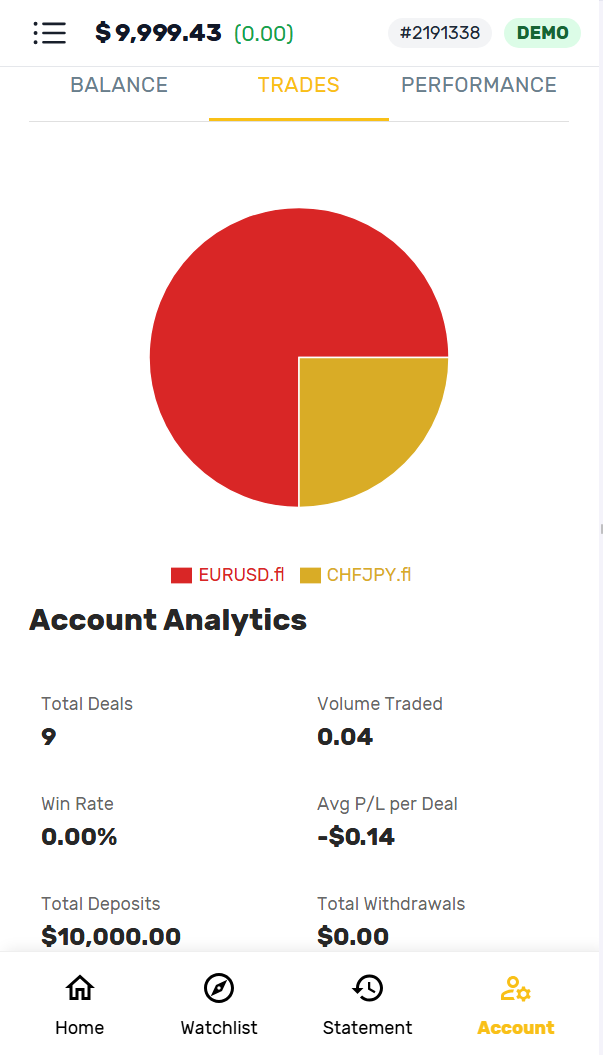 $ 9,999.43 (0.00) #2191338 DEMO
BALANCE TRADES PERFORMANCE
EURUSD.fl CHFJPY.fl
Account Analytics
Total Deals Volume Traded
9 0.04
Win Rate Avg P/L per Deal
0.00% -$0.14
Total Deposits Total Withdrawals
$10,000.00 $0.00
Home Watchlist Statement Account